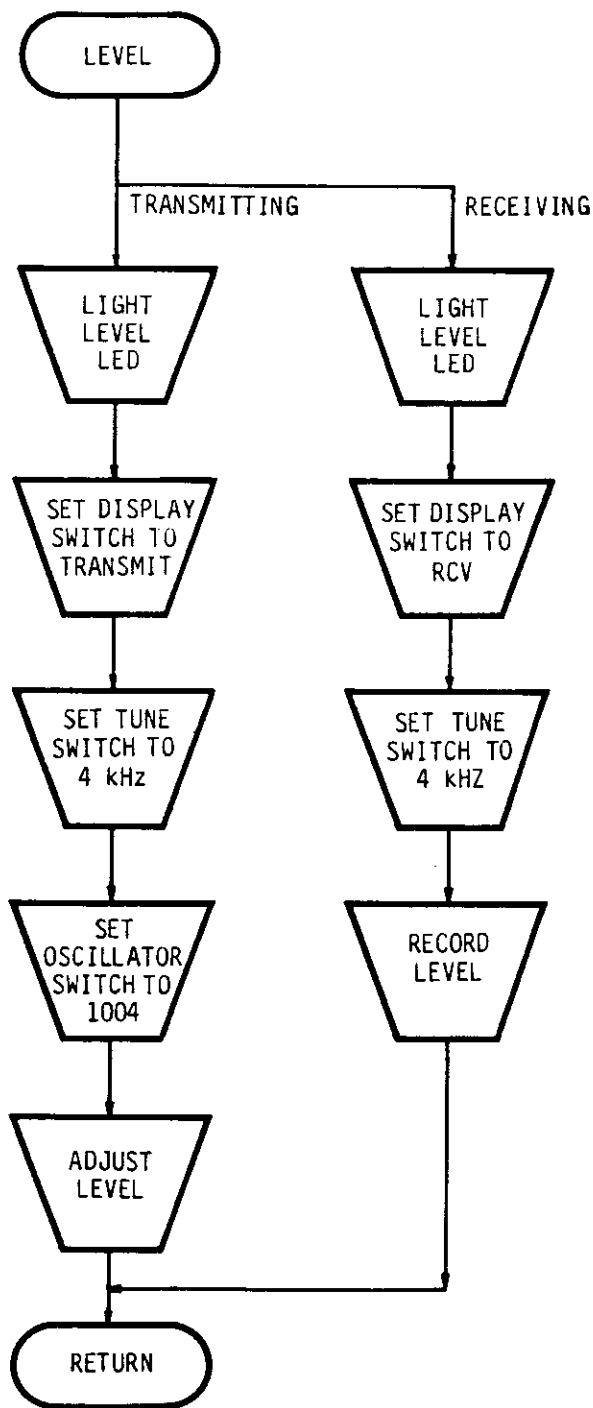 LEVEL
TRANSMITTING
RECEIVING
LIGHT
LEVEL
LED
LIGHT
LEVEL
LED
SET DISPLAY
SWITCH TO
TRANSMIT
SET DISPLAY
SWITCH TO
RCV
SET TUNE
SWITCH TO
4 kHz
SET TUNE
SWITCH TO
4 kHZ
SET
OSCILLATOR
SWITCH TO
1004
RECORD
LEVEL
ADJUST
LEVEL
RETURN